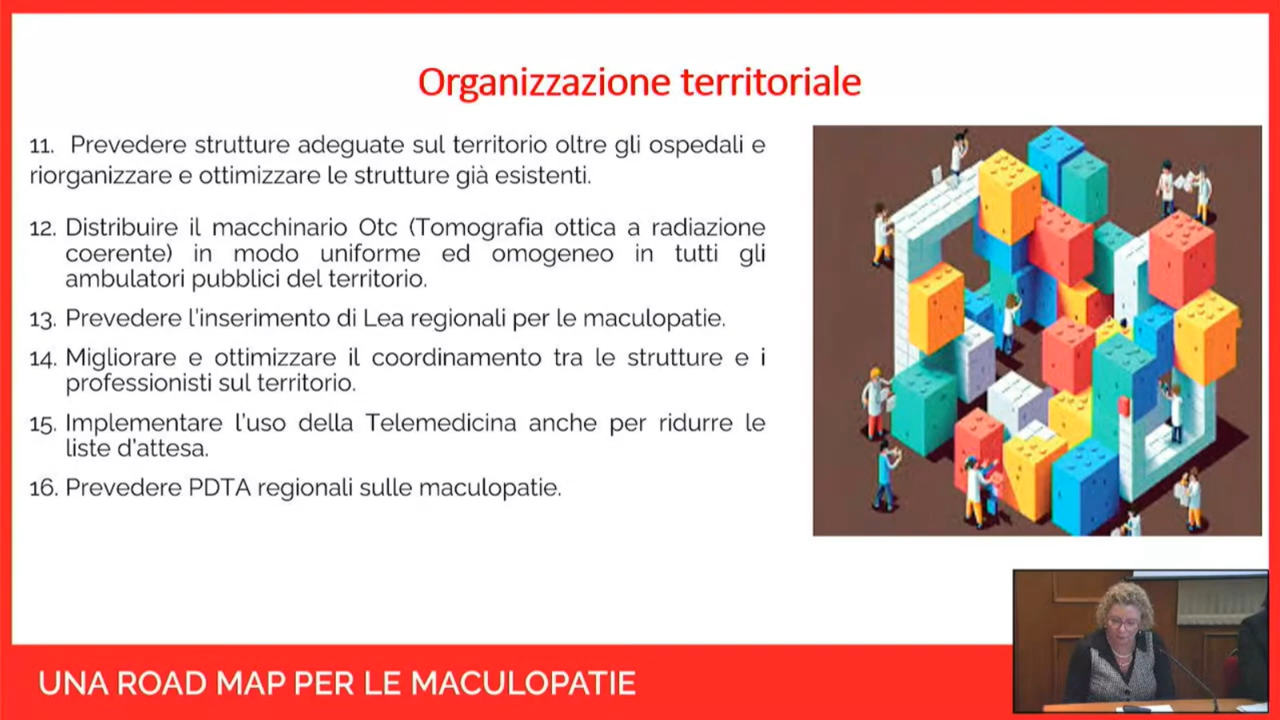 Organizzazione territoriale
11. Prevedere strutture adeguate sul territorio oltre gli ospedali e
riorganizzare e ottimizzare le strutture già esistenti.
12. Distribuire il macchinario Otc (Tomografia ottica a radiazione
coerente) in modo uniforme ed omogeneo in tutti gli
ambulatori pubblici del territorio.
13. Prevedere l'inserimento di Lea regionali per le maculopatie.
14. Migliorare e ottimizzare il coordinamento tra le strutture e i
professionisti sul territorio.
15. Implementare l'uso della Telemedicina anche per ridurre le
liste d'attesa.
16. Prevedere PDTA regionali sulle maculopatie.
UNA ROAD MAP PER LE MACULOPATIE